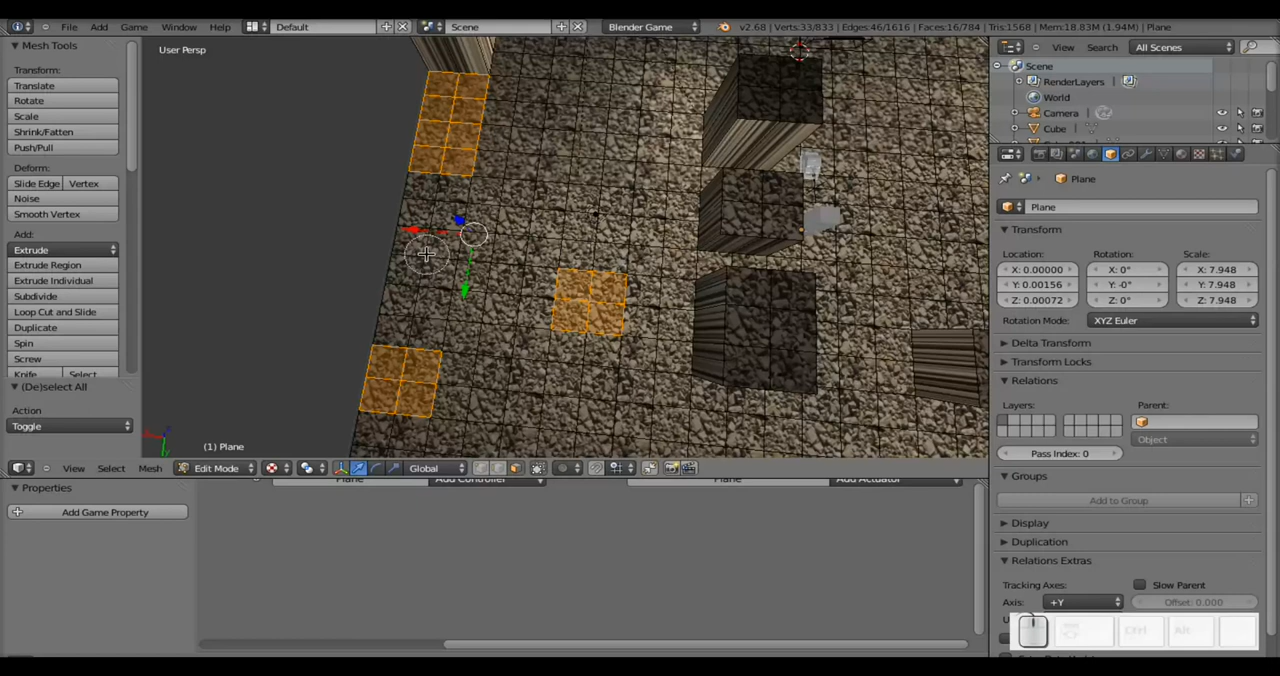 File Add Game Window Help Default Scene Blender Game v2.68 | Verts:33/833 | Edges:46/1616 | Faces:16/784 | Tris:1568 | Mem:18.83M (1.94M) | Plane
Mesh Tools
Transform:
Translate
Rotate
Scale
Shrink/Fatten
Push/Pull
Deform:
Slide Edge Vertex
Noise
Smooth Vertex
Add:
Extrude
Extrude Region
Extrude Individual
Subdivide
Loop Cut and Slide
Duplicate
Spin
Screw
Knife Select
(De)select All
Action
Toggle
User Persp
(1) Plane
View Select Mesh Edit Mode Global
Properties
Add Game Property
Plane Add Controller Plane Add Actuator
View Search All Scenes
Scene
RenderLayers
World
Camera
Cube
Plane
Plane
Transform
Location: Rotation: Scale:
X: 0.00000 X: 0° X: 7.948
Y: 0.00156 Y: -0° Y: 7.948
Z: 0.00072 Z: 0° Z: 7.948
Rotation Mode: XYZ Euler
Delta Transform
Transform Locks
Relations
Layers: Parent:
Object
Pass Index: 0
Groups
Add to Group
Display
Duplication
Relations Extras
Tracking Axes: Slow Parent
Axis: +Y Offset: 0.000
Ctrl Alt